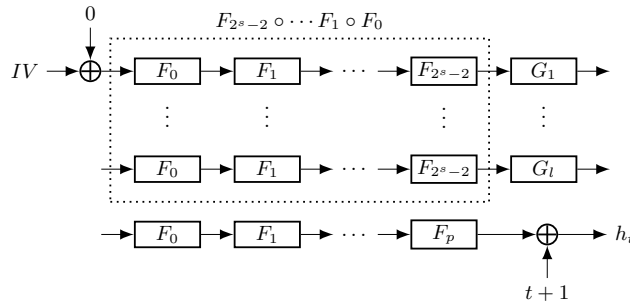 0
F_{2^s−2} ∘ ⋯ F_1 ∘ F_0
IV F_0 F_1 ⋯ F_{2^s−2} G_1
⋮ ⋮ ⋮ ⋮
F_0 F_1 ⋯ F_{2^s−2} G_l
F_0 F_1 ⋯ F_p
t + 1